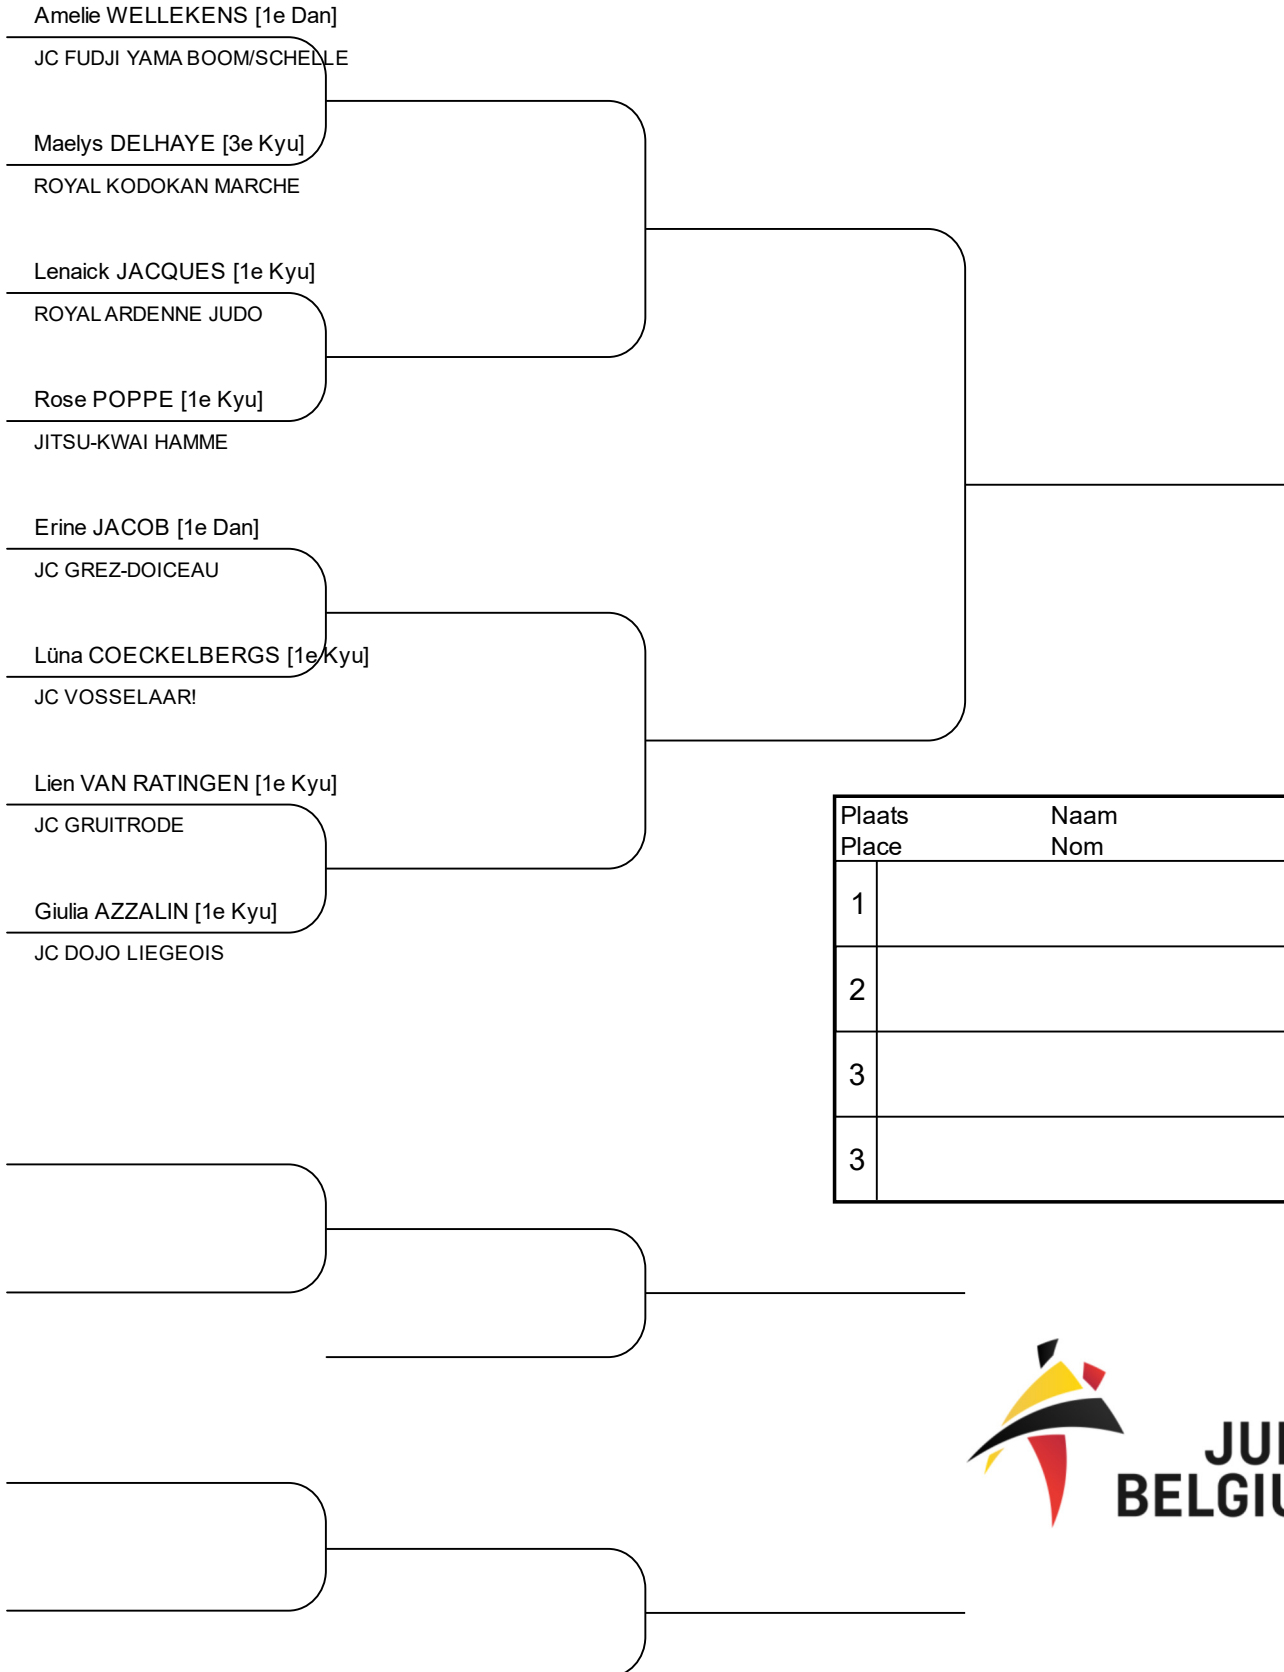 Amelie WELLEKENS [1e Dan]
JC FUDJI YAMA BOOM/SCHELLE
Maelys DELHAYE [3e Kyu]
ROYAL KODOKAN MARCHE
Lenaick JACQUES [1e Kyu]
ROYAL ARDENNE JUDO
Rose POPPE [1e Kyu]
JITSU-KWAI HAMME
Erine JACOB [1e Dan]
JC GREZ-DOICEAU
Lüna COECKELBERGS [1e Kyu]
JC VOSSELAAR!
Lien VAN RATINGEN [1e Kyu]
JC GRUITRODE
Giulia AZZALIN [1e Kyu]
JC DOJO LIEGEOIS
Plaats Naam
Place Nom
1
2
3
3